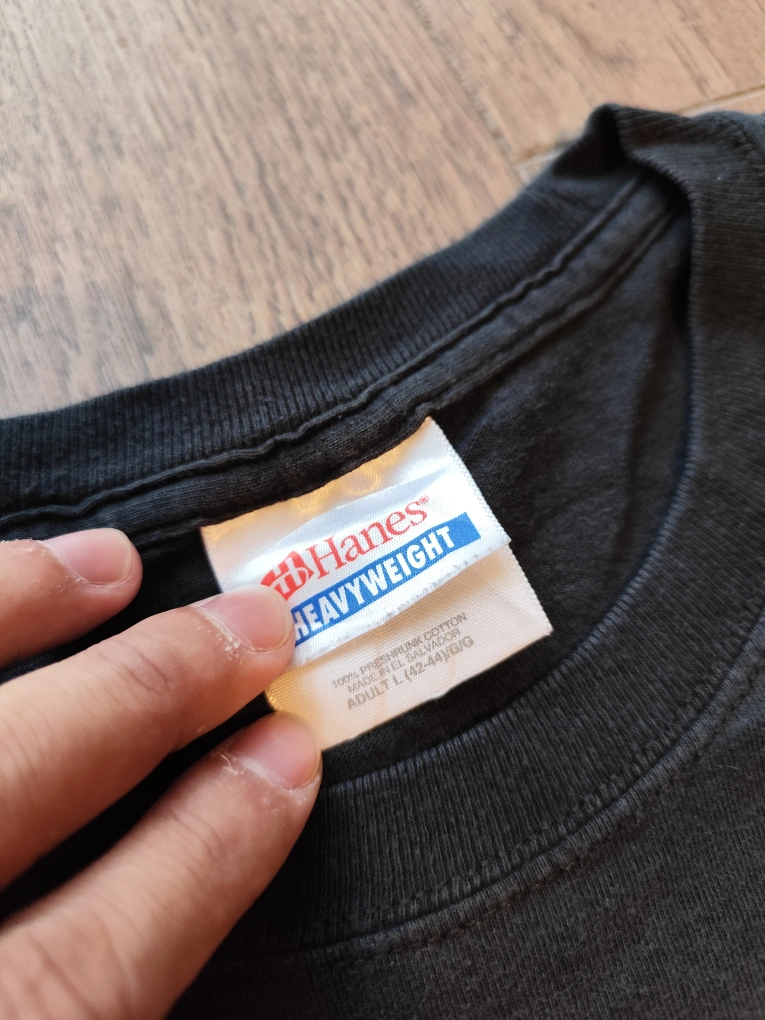 Hanes®
HEAVYWEIGHT
100% PRESHRUNK COTTON
MADE IN EL SALVADOR
ADULT L (42-44)/G/G